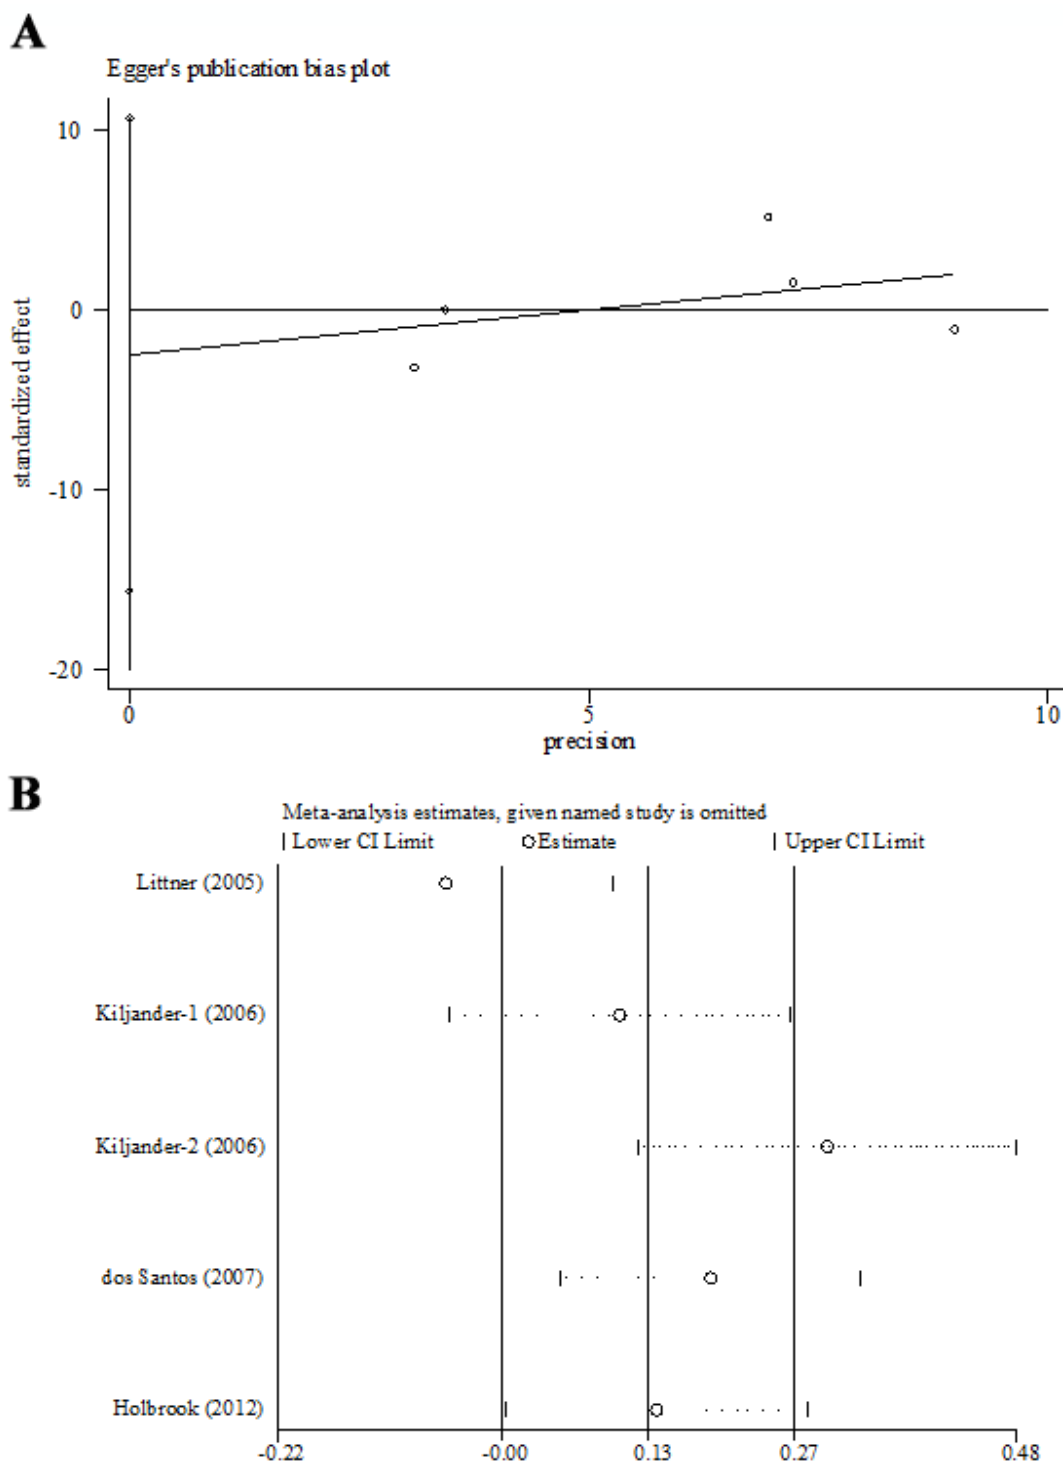 A
Egger's publication bias plot
10
0
-10
-20
standardized effect
0 5 10
precision
B
Meta-analysis estimates, given named study is omitted
Lower CI Limit Estimate Upper CI Limit
Littner (2005)
Kiljander-1 (2006)
Kiljander-2 (2006)
dos Santos (2007)
Holbrook (2012)
-0.22 -0.00 0.13 0.27 0.48